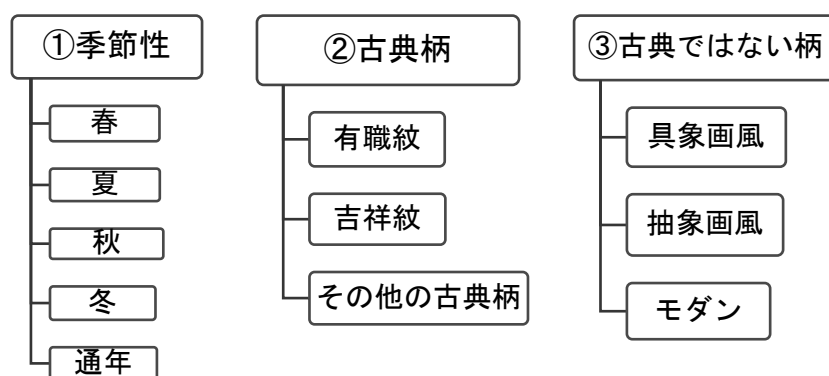 ①季節性
春
夏
秋
冬
通年
②古典柄
有職紋
吉祥紋
その他の古典柄
③古典ではない柄
具象画風
抽象画風
モダン